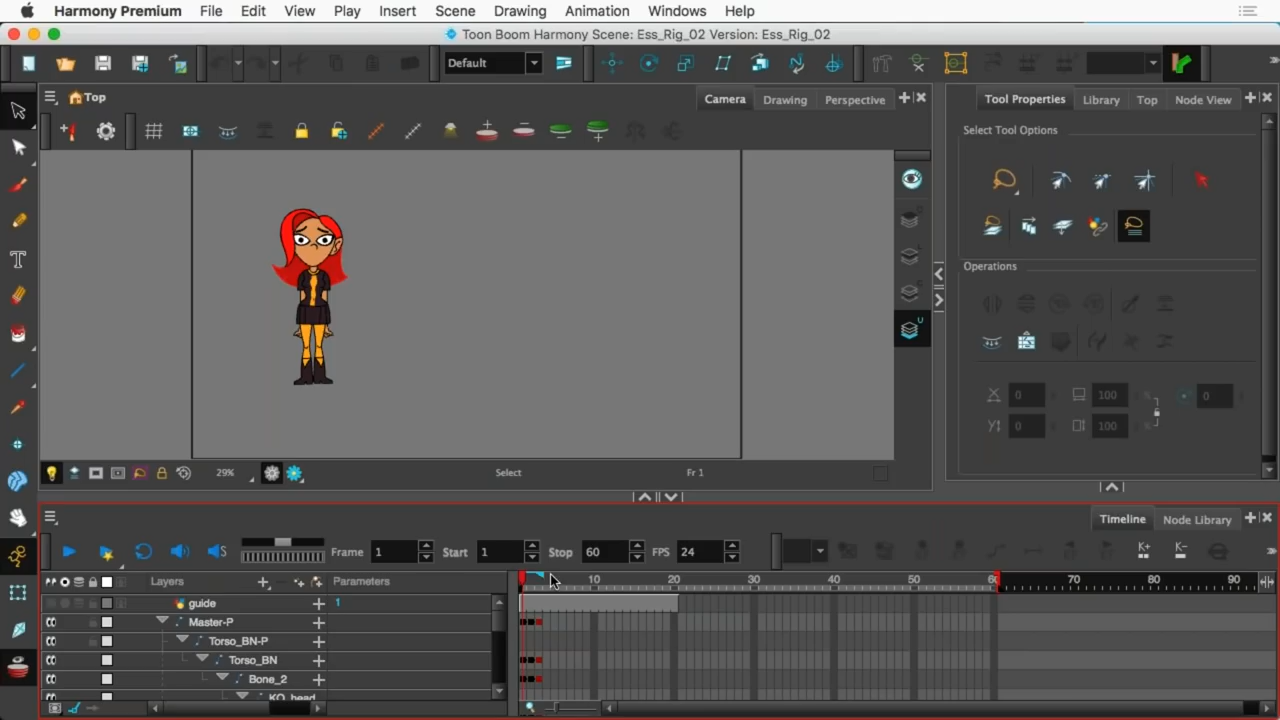 Harmony Premium File Edit View Play Insert Scene Drawing Animation Windows Help
Toon Boom Harmony Scene: Ess_Rig_02 Version: Ess_Rig_02
Default
Top Camera Drawing Perspective
Tool Properties Library Top Node View
Select Tool Options
Operations
X 0 100 % 0
Y 0 100 %
29% Select Fr 1
Timeline Node Library
Frame 1 Start 1 Stop 60 FPS 24
Layers Parameters 10 20 30 40 50 60 70 80 90
guide 1
Master-P
Torso_BN-P
Torso_BN
Bone_2
KO_head